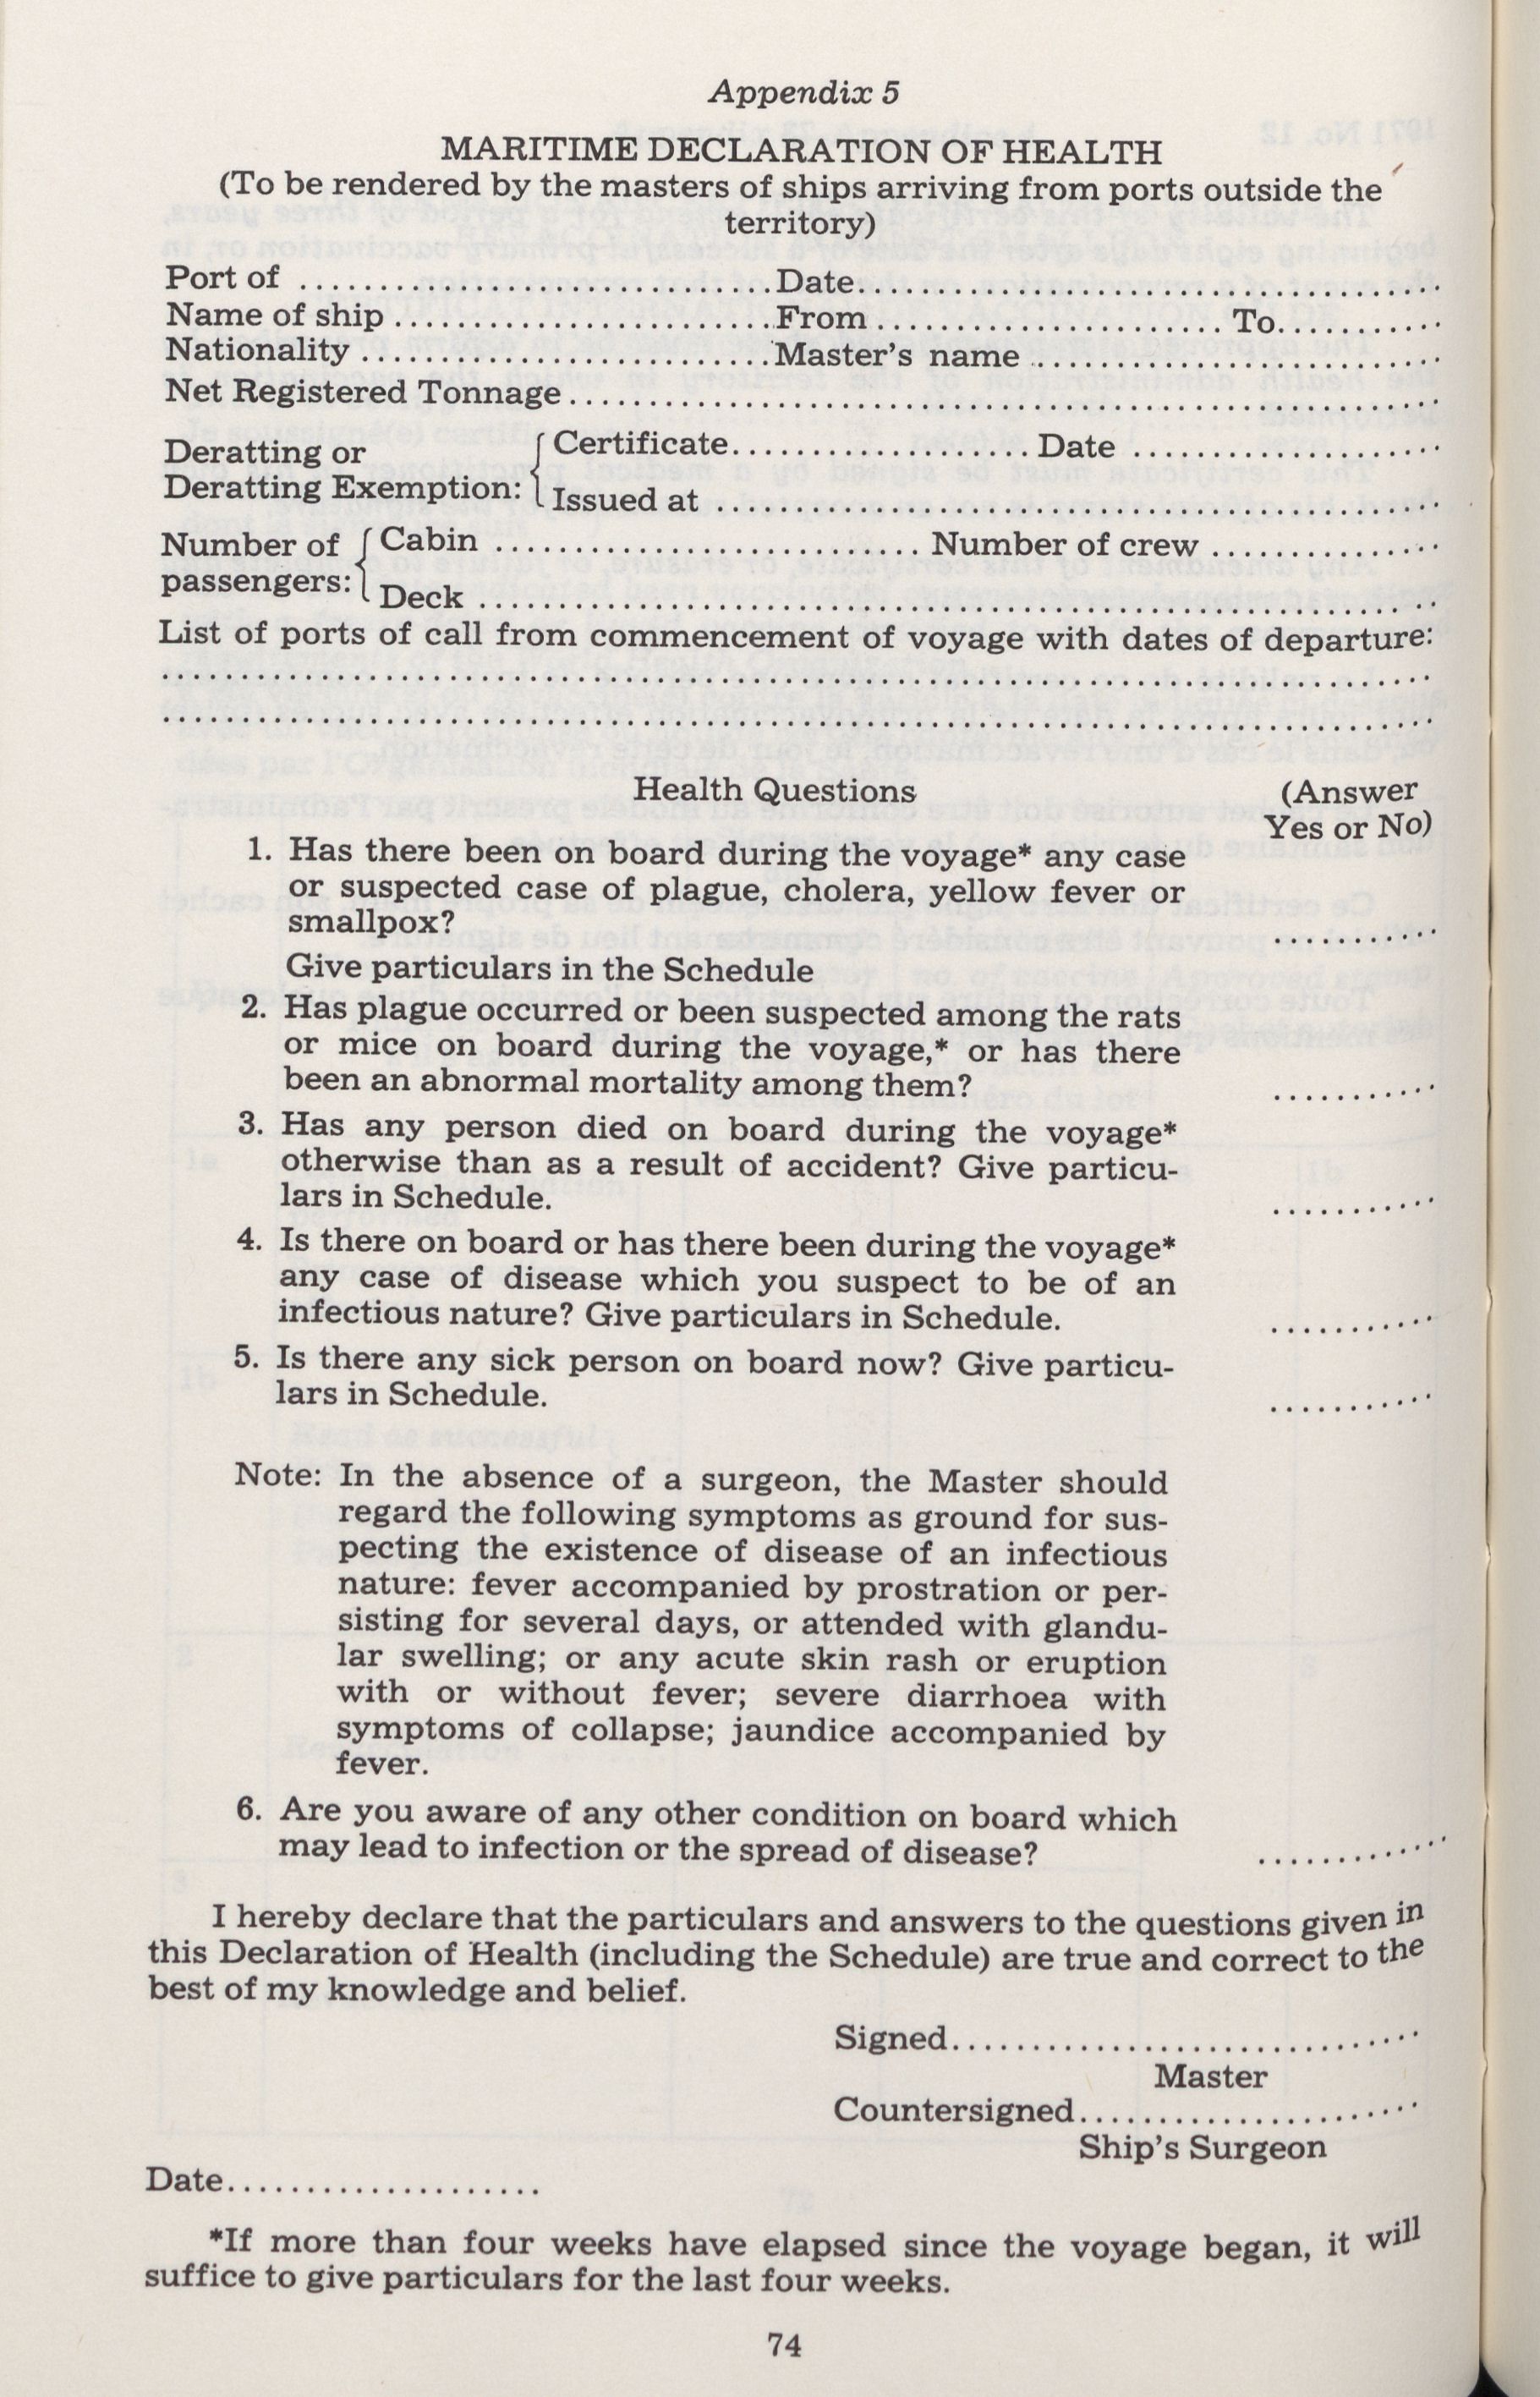 Appendix 5
MARITIME DECLARATION OF HEALTH
(To be rendered by the masters of ships arriving from ports outside the
territory)
Port of .............................. Date.....................................
Name of ship ........................ From ...................... To...........
Nationality .......................... Master's name ..........................
Net Registered Tonnage.......................................................
Deratting or
Deratting Exemption:
Certificate................... Date ....................
Issued at ..............................................
Number of
passengers:
Cabin ........................... Number of crew ...............
Deck .............................................................
List of ports of call from commencement of voyage with dates of departure:
................................................................................
................................................................................
Health Questions (Answer
Yes or No)
1. Has there been on board during the voyage* any case
or suspected case of plague, cholera, yellow fever or
smallpox? ...........
Give particulars in the Schedule
2. Has plague occurred or been suspected among the rats
or mice on board during the voyage,* or has there
been an abnormal mortality among them? ...........
3. Has any person died on board during the voyage*
otherwise than as a result of accident? Give particu-
lars in Schedule. ...........
4. Is there on board or has there been during the voyage*
any case of disease which you suspect to be of an
infectious nature? Give particulars in Schedule. ...........
5. Is there any sick person on board now? Give particu-
lars in Schedule. ...........
Note: In the absence of a surgeon, the Master should
regard the following symptoms as ground for sus-
pecting the existence of disease of an infectious
nature: fever accompanied by prostration or per-
sisting for several days, or attended with glandu-
lar swelling; or any acute skin rash or eruption
with or without fever; severe diarrhoea with
symptoms of collapse; jaundice accompanied by
fever.
6. Are you aware of any other condition on board which
may lead to infection or the spread of disease? ............
I hereby declare that the particulars and answers to the questions given in
this Declaration of Health (including the Schedule) are true and correct to the
best of my knowledge and belief.
Signed..............................
Master
Countersigned......................
Ship's Surgeon
Date....................
*If more than four weeks have elapsed since the voyage began, it will
suffice to give particulars for the last four weeks.
74